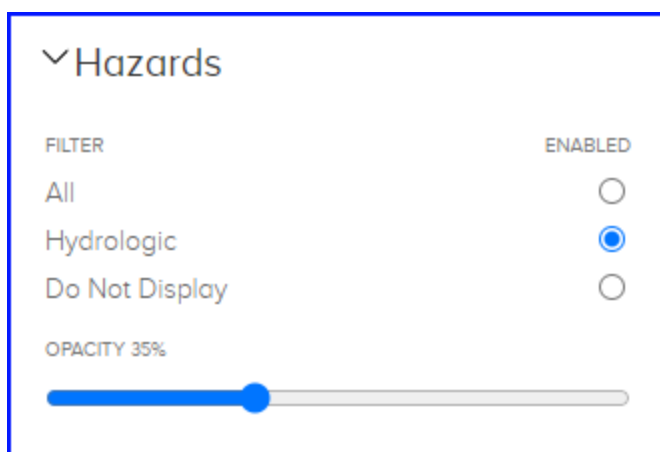 Hazards
FILTER ENABLED
All
Hydrologic
Do Not Display
OPACITY 35%